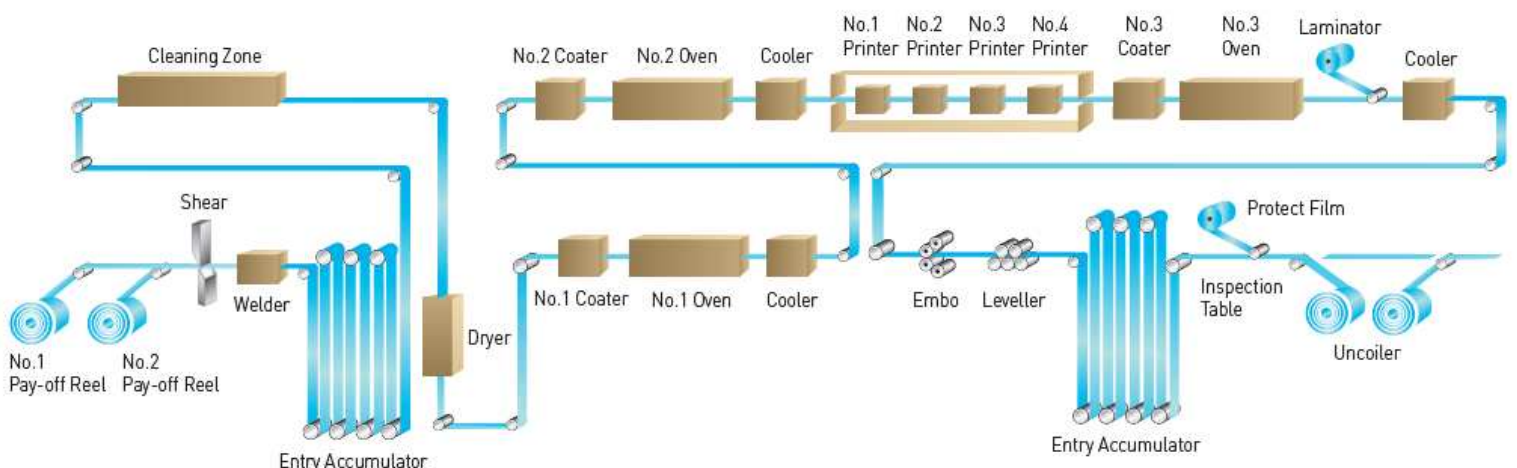 Cleaning Zone
Shear
Welder
No.1
Pay-off Reel
No.2
Pay-off Reel
Entry Accumulator
Dryer
No.1 Coater
No.1 Oven
Cooler
No.2 Coater
No.2 Oven
Cooler
No.1
Printer
No.2
Printer
No.3
Printer
No.4
Printer
No.3
Coater
No.3
Oven
Laminator
Cooler
Embo
Leveller
Entry Accumulator
Protect Film
Inspection
Table
Uncoiler